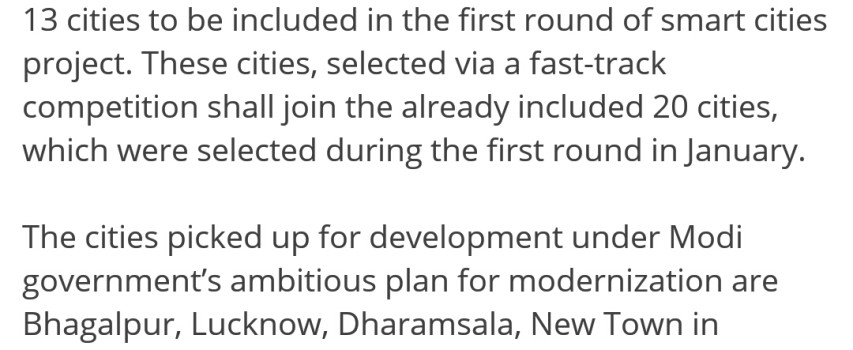 13 cities to be included in the first round of smart cities
project. These cities, selected via a fast-track
competition shall join the already included 20 cities,
which were selected during the first round in January.
The cities picked up for development under Modi
government’s ambitious plan for modernization are
Bhagalpur, Lucknow, Dharamsala, New Town in